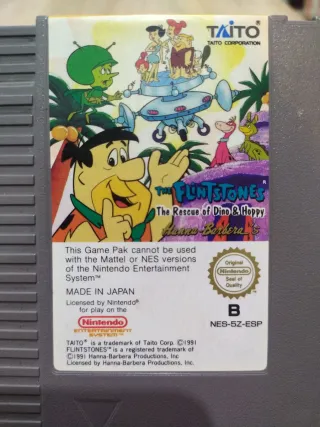 TAITO
TAITO CORPORATION
THE FLINTSTONES
The Rescue of Dino & Hoppy
Hanna-Barbera's
This Game Pak cannot be used
with the Mattel or NES versions
of the Nintendo Entertainment
System™
MADE IN JAPAN
Licensed by Nintendo®
for play on the
Nintendo
ENTERTAINMENT
SYSTEM™
Original
Nintendo
Seal of
Quality
B
NES-5Z-ESP
TAITO™ is a trademark of Taito Corp. ©1991
FLINTSTONES™ is a registered trademark of
©1991 Hanna-Barbera Productions, Inc
Licensed by Hanna-Barbera Productions, Inc.